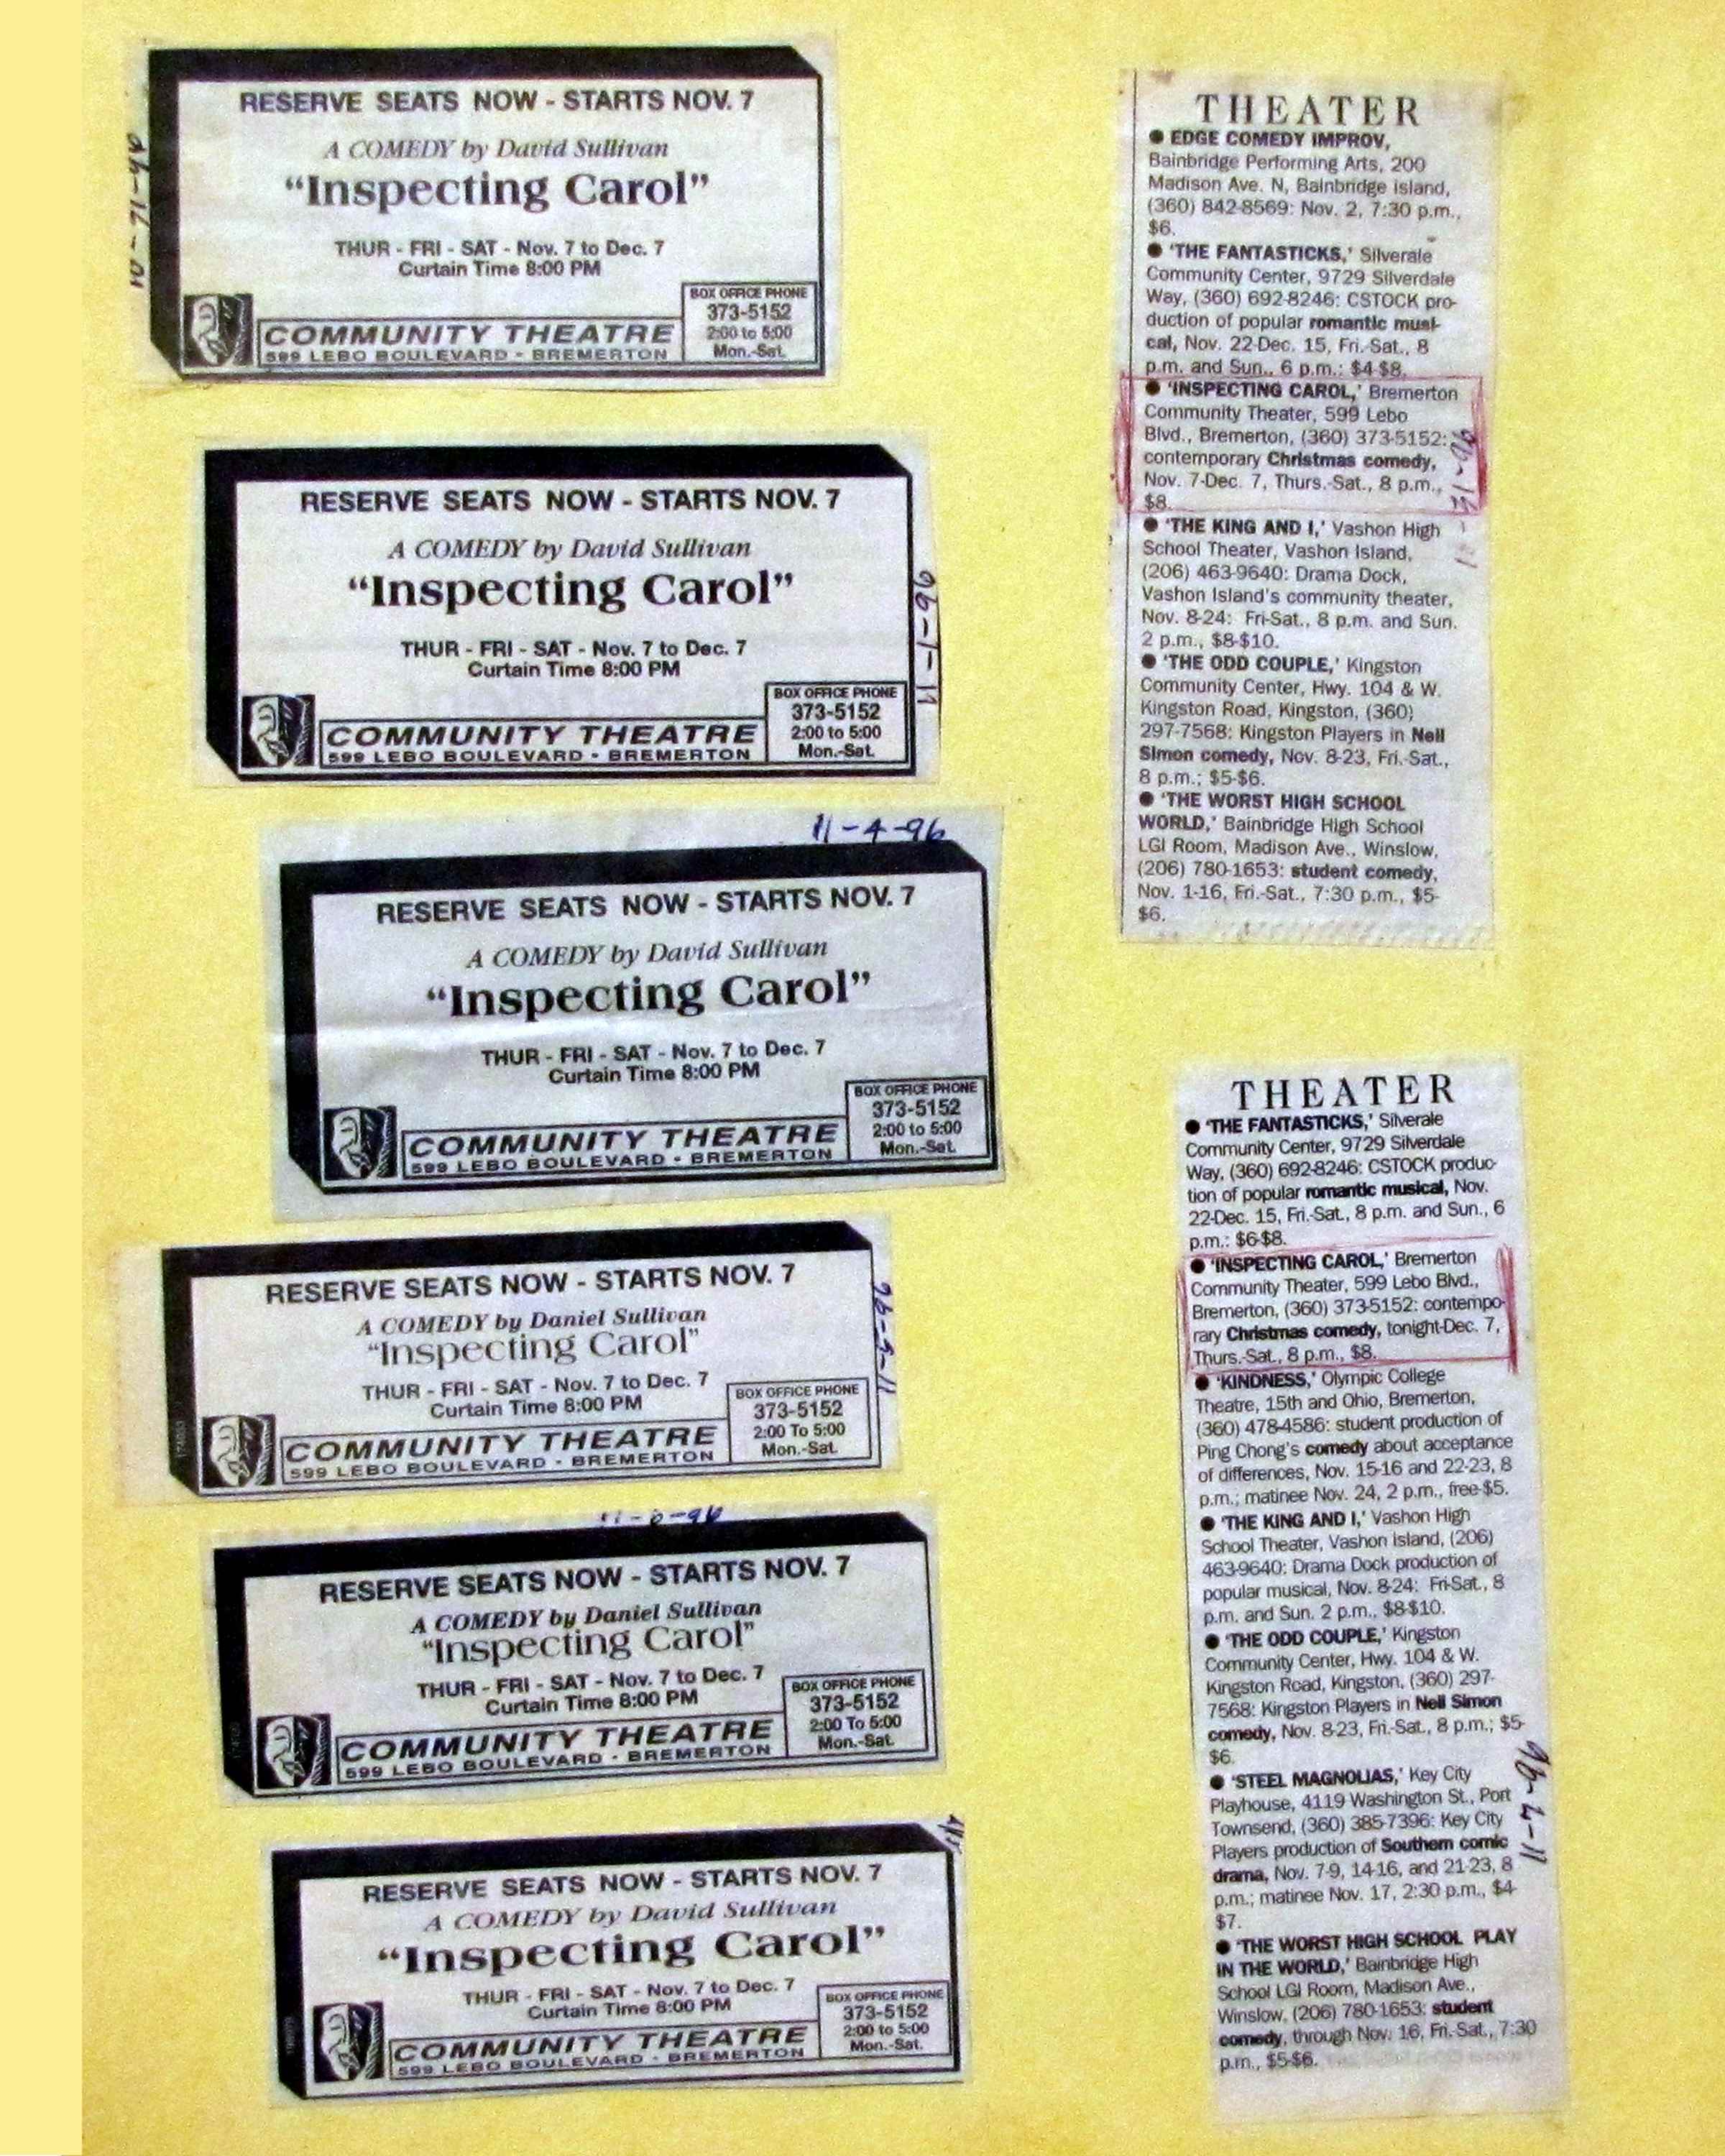 RESERVE SEATS NOW - STARTS NOV. 7
A COMEDY by David Sullivan
“Inspecting Carol”
THUR - FRI - SAT - Nov. 7 to Dec. 7
Curtain Time 8:00 PM
BOX OFFICE PHONE
373-5152
2:00 to 5:00
Mon.-Sat.
COMMUNITY THEATRE
599 LEBO BOULEVARD - BREMERTON
RESERVE SEATS NOW - STARTS NOV. 7
A COMEDY by David Sullivan
“Inspecting Carol”
THUR - FRI - SAT - Nov. 7 to Dec. 7
Curtain Time 8:00 PM
BOX OFFICE PHONE
373-5152
2:00 to 5:00
Mon.-Sat.
COMMUNITY THEATRE
599 LEBO BOULEVARD - BREMERTON
11-4-96
RESERVE SEATS NOW - STARTS NOV. 7
A COMEDY by David Sullivan
“Inspecting Carol”
THUR - FRI - SAT - Nov. 7 to Dec. 7
Curtain Time 8:00 PM
BOX OFFICE PHONE
373-5152
2:00 to 5:00
Mon.-Sat.
COMMUNITY THEATRE
599 LEBO BOULEVARD - BREMERTON
RESERVE SEATS NOW - STARTS NOV. 7
A COMEDY by Daniel Sullivan
“Inspecting Carol”
THUR - FRI - SAT - Nov. 7 to Dec. 7
Curtain Time 8:00 PM
BOX OFFICE PHONE
373-5152
2:00 To 5:00
Mon.-Sat.
COMMUNITY THEATRE
599 LEBO BOULEVARD - BREMERTON
11-5-96
11-6-96
RESERVE SEATS NOW - STARTS NOV. 7
A COMEDY by Daniel Sullivan
“Inspecting Carol”
THUR - FRI - SAT - Nov. 7 to Dec. 7
Curtain Time 8:00 PM
BOX OFFICE PHONE
373-5152
2:00 To 5:00
Mon.-Sat.
COMMUNITY THEATRE
599 LEBO BOULEVARD - BREMERTON
RESERVE SEATS NOW - STARTS NOV. 7
A COMEDY by David Sullivan
“Inspecting Carol”
THUR - FRI - SAT - Nov. 7 to Dec. 7
Curtain Time 8:00 PM
BOX OFFICE PHONE
373-5152
2:00 to 5:00
Mon.-Sat.
COMMUNITY THEATRE
599 LEBO BOULEVARD - BREMERTON
THEATER
● EDGE COMEDY IMPROV,
Bainbridge Performing Arts, 200
Madison Ave. N, Bainbridge Island,
(360) 842-8569: Nov. 2, 7:30 p.m.,
$6.
● ‘THE FANTASTICKS,’ Silverale
Community Center, 9729 Silverdale
Way, (360) 692-8246: CSTOCK pro-
duction of popular romantic musi-
cal, Nov. 22-Dec. 15, Fri.-Sat., 8
p.m. and Sun., 6 p.m.: $4-$8.
● ‘INSPECTING CAROL,’ Bremerton
Community Theater, 599 Lebo
Blvd., Bremerton, (360) 373-5152:
contemporary Christmas comedy,
Nov. 7-Dec. 7, Thurs.-Sat., 8 p.m.,
$8.
● ‘THE KING AND I,’ Vashon High
School Theater, Vashon Island,
(206) 463-9640: Drama Dock,
Vashon Island's community theater,
Nov. 8-24: Fri-Sat., 8 p.m. and Sun.
2 p.m., $8-$10.
● ‘THE ODD COUPLE,’ Kingston
Community Center, Hwy. 104 & W.
Kingston Road, Kingston, (360)
297-7568: Kingston Players in Neil
Simon comedy, Nov. 8-23, Fri.-Sat.,
8 p.m.; $5-$6.
● ‘THE WORST HIGH SCHOOL
WORLD,’ Bainbridge High School
LGI Room, Madison Ave., Winslow,
(206) 780-1653: student comedy,
Nov. 1-16, Fri.-Sat., 7:30 p.m., $5-
$6.
THEATER
● ‘THE FANTASTICKS,’ Silverale
Community Center, 9729 Silverdale
Way, (360) 692-8246: CSTOCK produc-
tion of popular romantic musical, Nov.
22-Dec. 15, Fri.-Sat., 8 p.m. and Sun., 6
p.m.: $6-$8.
● ‘INSPECTING CAROL,’ Bremerton
Community Theater, 599 Lebo Blvd.,
Bremerton, (360) 373-5152: contempo-
rary Christmas comedy, tonight-Dec. 7,
Thurs.-Sat., 8 p.m., $8.
● ‘KINDNESS,’ Olympic College
Theatre, 15th and Ohio, Bremerton,
(360) 478-4586: student production of
Ping Chong's comedy about acceptance
of differences, Nov. 15-16 and 22-23, 8
p.m.; matinee Nov. 24, 2 p.m., free-$5.
● ‘THE KING AND I,’ Vashon High
School Theater, Vashon Island, (206)
463-9640: Drama Dock production of
popular musical, Nov. 8-24: Fri-Sat., 8
p.m. and Sun. 2 p.m., $8-$10.
● ‘THE ODD COUPLE,’ Kingston
Community Center, Hwy. 104 & W.
Kingston Road, Kingston, (360) 297-
7568: Kingston Players in Neil Simon
comedy, Nov. 8-23, Fri.-Sat., 8 p.m.; $5-
$6.
● ‘STEEL MAGNOLIAS,’ Key City
Playhouse, 4119 Washington St., Port
Townsend, (360) 385-7396: Key City
Players production of Southern comic
drama, Nov. 7-9, 14-16, and 21-23, 8
p.m.; matinee Nov. 17, 2:30 p.m., $4-
$7.
● ‘THE WORST HIGH SCHOOL PLAY
IN THE WORLD,’ Bainbridge High
School LGI Room, Madison Ave.,
Winslow, (206) 780-1653: student
comedy, through Nov. 16, Fri.-Sat., 7:30
p.m., $5-$6.
11-7-96